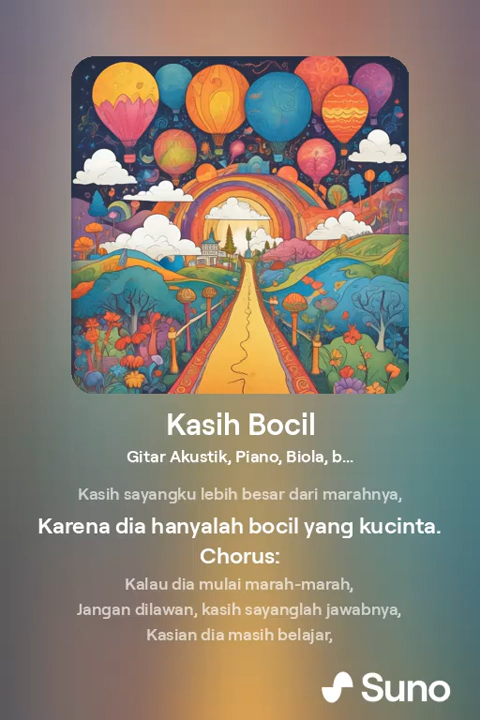 Kasih Bocil
Gitar Akustik, Piano, Biola, b...
Kasih sayangku lebih besar dari marahnya,
Karena dia hanyalah bocil yang kucinta.
Chorus:
Kalau dia mulai marah-marah,
Jangan dilawan, kasih sayanglah jawabnya,
Kasian dia masih belajar,
Suno